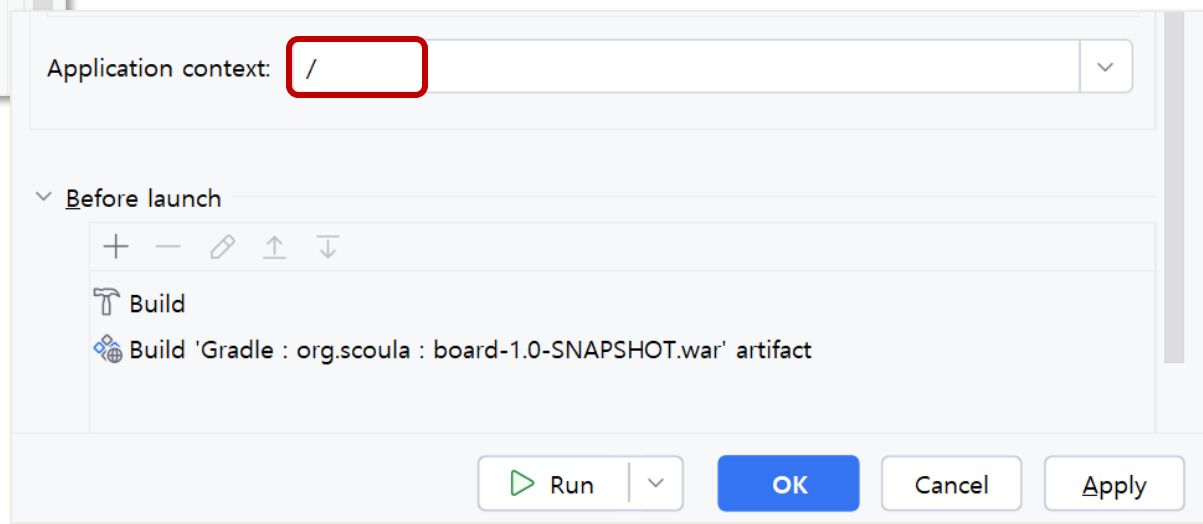 Application context: /
Before launch
Build
Build 'Gradle : org.scoula : board-1.0-SNAPSHOT.war' artifact
Run OK Cancel Apply